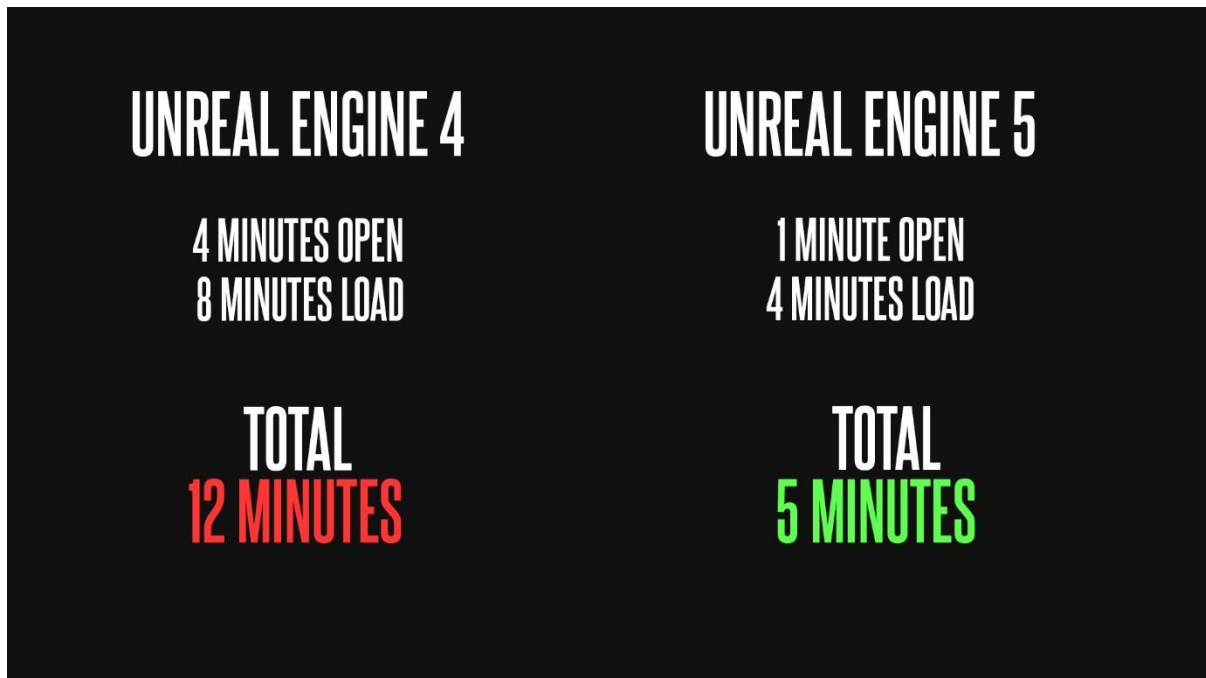 UNREAL ENGINE 4
4 MINUTES OPEN
8 MINUTES LOAD
TOTAL
12 MINUTES
UNREAL ENGINE 5
1 MINUTE OPEN
4 MINUTES LOAD
TOTAL
5 MINUTES